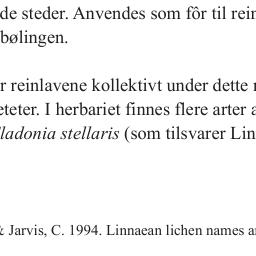 de steder. Anvendes som fôr til rein
bølingen.
r reinlavene kollektivt under dette
eteter. I herbariet finnes flere arter a
ladonia stellaris (som tilsvarer Lin
& Jarvis, C. 1994. Linnaean lichen names a